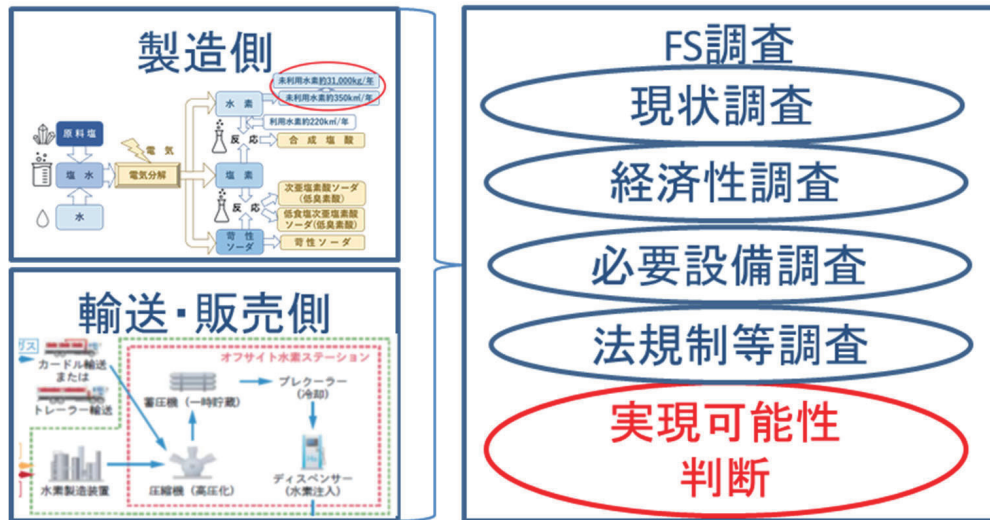 製造側
未利用水素約31,000kg/年
未利用水素約350k㎥/年
水素
利用水素約220k㎥/年
原料塩
反応
合成塩酸
電気
塩水
電気分解
塩素
次亜塩素酸ソーダ
(低臭素酸)
反応
低食塩次亜塩素酸
ソーダ(低臭素酸)
水
苛性
ソーダ
苛性ソーダ
輸送・販売側
ガス
オフサイト水素ステーション
カードル輸送
または
トレーラー輸送
蓄圧機(一時貯蔵)
プレクーラー
(冷却)
水素製造装置
圧縮機(高圧化)
ディスペンサー
(水素注入)
FS調査
現状調査
経済性調査
必要設備調査
法規制等調査
実現可能性
判断